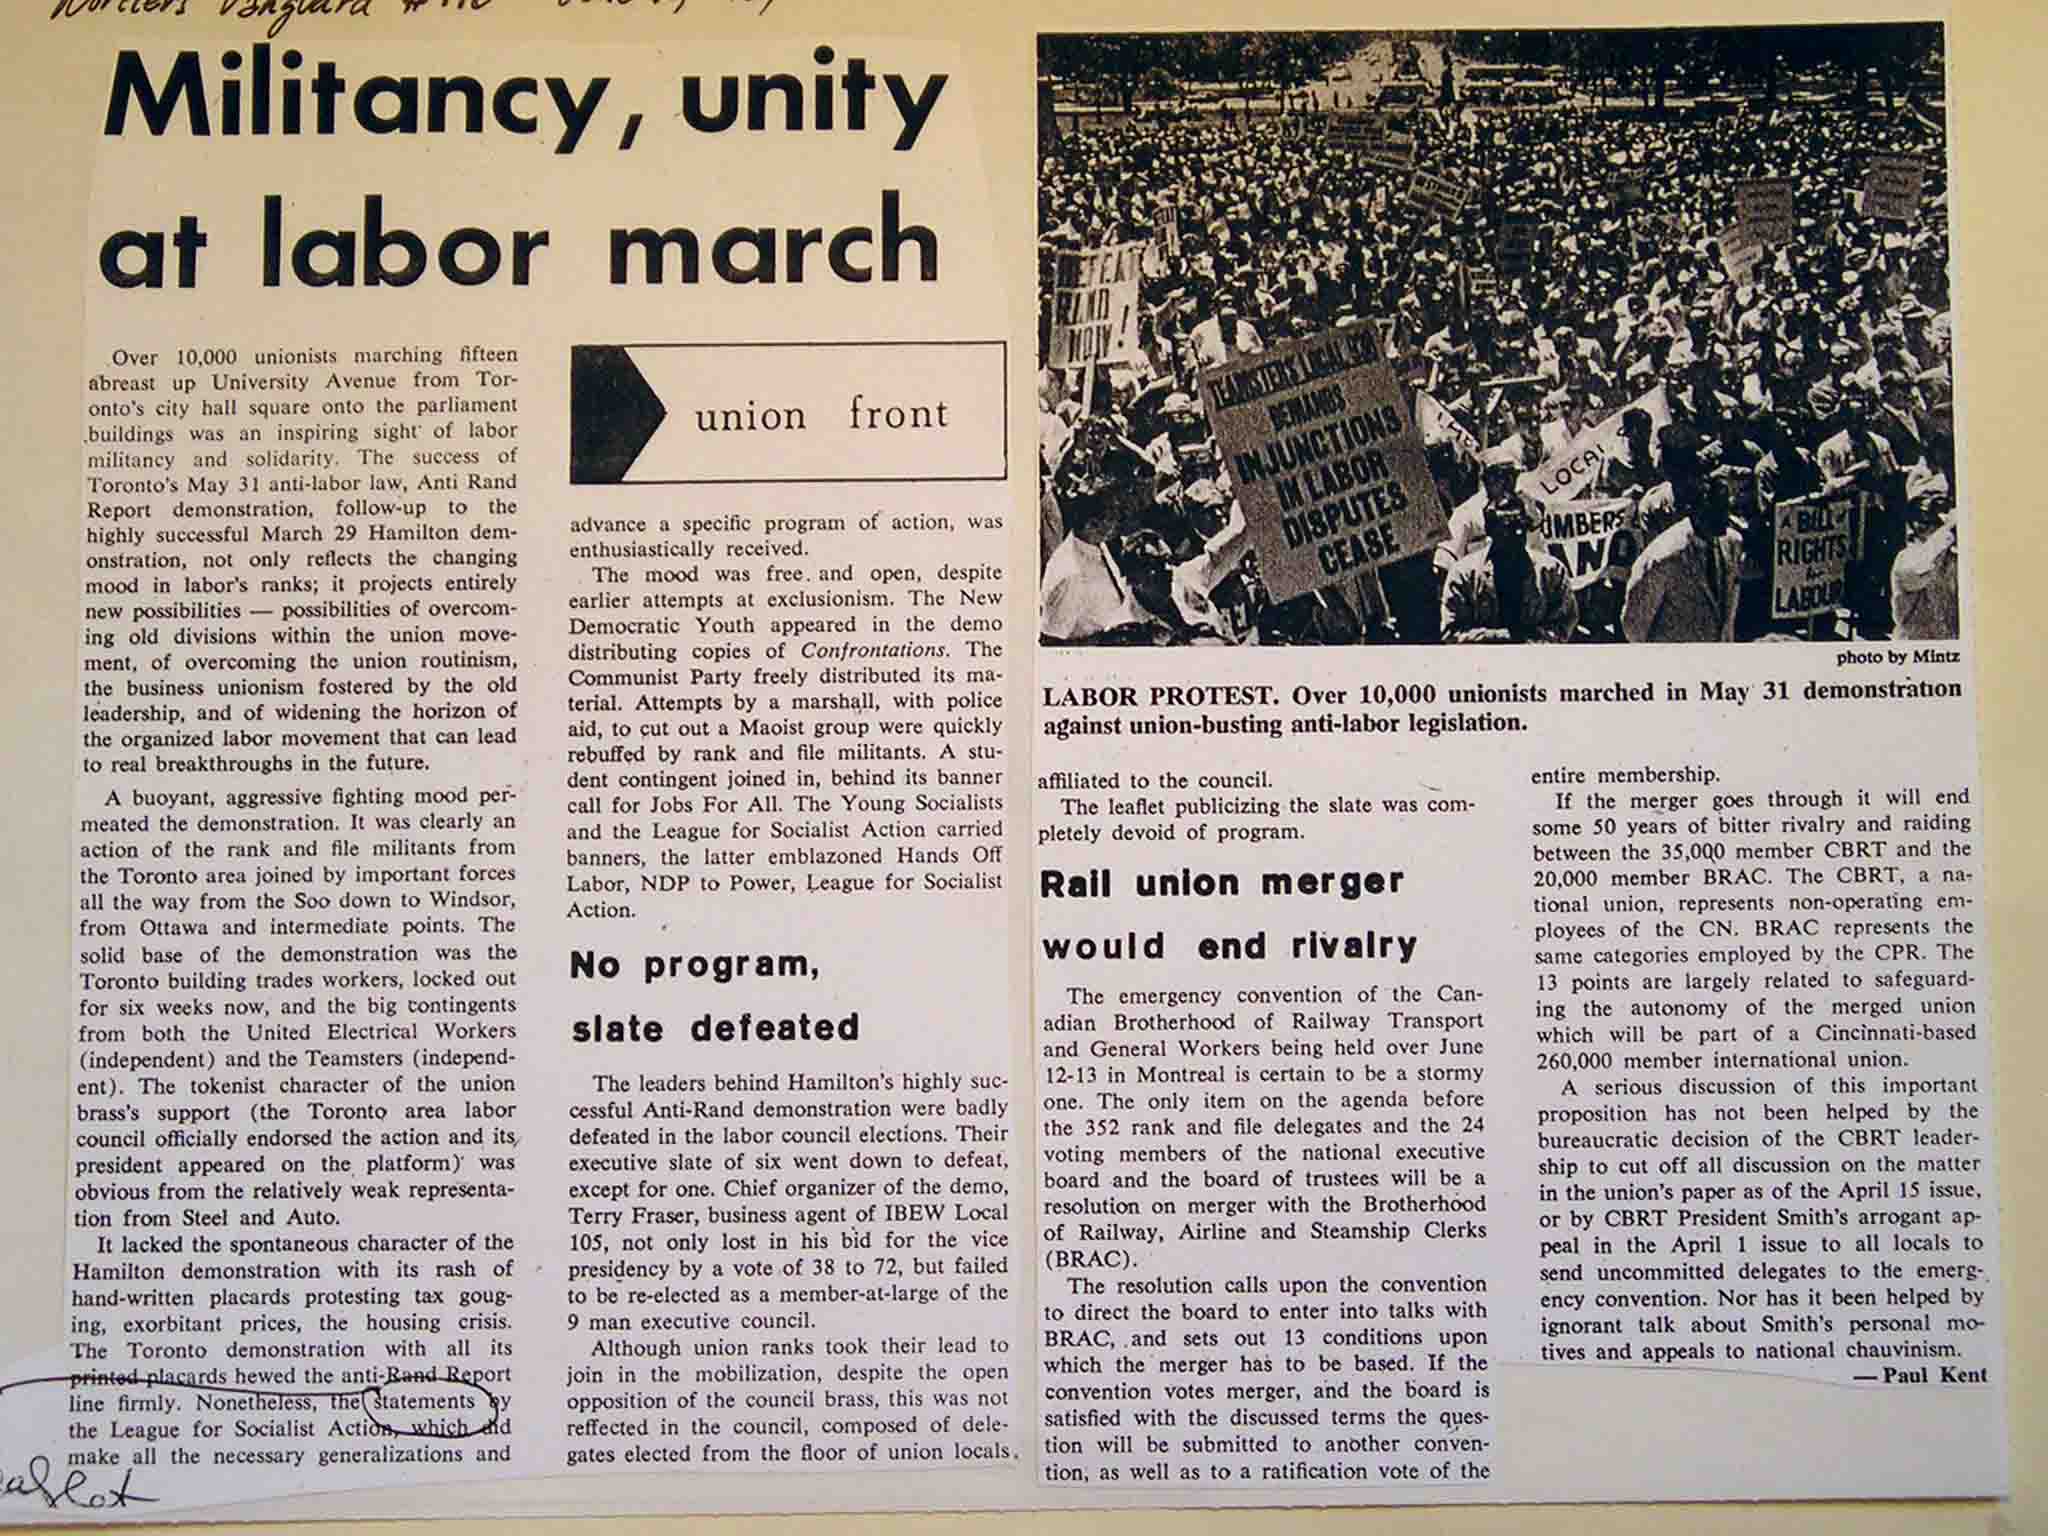 Workers Vanguard
Militancy, unity
at labor march
Over 10,000 unionists marching fifteen
abreast up University Avenue from Tor-
onto's city hall square onto the parliament
buildings was an inspiring sight of labor
militancy and solidarity. The success of
Toronto's May 31 anti-labor law, Anti Rand
Report demonstration, follow-up to the
highly successful March 29 Hamilton dem-
onstration, not only reflects the changing
mood in labor's ranks; it projects entirely
new possibilities — possibilities of overcom-
ing old divisions within the union move-
ment, of overcoming the union routinism,
the business unionism fostered by the old
leadership, and of widening the horizon of
the organized labor movement that can lead
to real breakthroughs in the future.
A buoyant, aggressive fighting mood per-
meated the demonstration. It was clearly an
action of the rank and file militants from
the Toronto area joined by important forces
all the way from the Soo down to Windsor,
from Ottawa and intermediate points. The
solid base of the demonstration was the
Toronto building trades workers, locked out
for six weeks now, and the big contingents
from both the United Electrical Workers
(independent) and the Teamsters (independ-
ent). The tokenist character of the union
brass's support (the Toronto area labor
council officially endorsed the action and its
president appeared on the platform) was
obvious from the relatively weak representa-
tion from Steel and Auto.
It lacked the spontaneous character of the
Hamilton demonstration with its rash of
hand-written placards protesting tax goug-
ing, exorbitant prices, the housing crisis.
The Toronto demonstration with all its
printed placards hewed the anti-Rand Report
line firmly. Nonetheless, the statements by
the League for Socialist Action, which did
make all the necessary generalizations and
union front
advance a specific program of action, was
enthusiastically received.
The mood was free and open, despite
earlier attempts at exclusionism. The New
Democratic Youth appeared in the demo
distributing copies of Confrontations. The
Communist Party freely distributed its ma-
terial. Attempts by a marshall, with police
aid, to cut out a Maoist group were quickly
rebuffed by rank and file militants. A stu-
dent contingent joined in, behind its banner
call for Jobs For All. The Young Socialists
and the League for Socialist Action carried
banners, the latter emblazoned Hands Off
Labor, NDP to Power, League for Socialist
Action.
No program,
slate defeated
The leaders behind Hamilton's highly suc-
cessful Anti-Rand demonstration were badly
defeated in the labor council elections. Their
executive slate of six went down to defeat,
except for one. Chief organizer of the demo,
Terry Fraser, business agent of IBEW Local
105, not only lost in his bid for the vice
presidency by a vote of 38 to 72, but failed
to be re-elected as a member-at-large of the
9 man executive council.
Although union ranks took their lead to
join in the mobilization, despite the open
opposition of the council brass, this was not
reffected in the council, composed of dele-
gates elected from the floor of union locals
DEFEAT
RAND
NOW!
TEAMSTERS LOCAL
DEMANDS
INJUNCTIONS
IN LABOR
DISPUTES
CEASE
LOCAL
UMBERS
A BILL of
RIGHTS
for
LABOUR
photo by Mintz
LABOR PROTEST. Over 10,000 unionists marched in May 31 demonstration
against union-busting anti-labor legislation.
affiliated to the council.
The leaflet publicizing the slate was com-
pletely devoid of program.
Rail union merger
would end rivalry
The emergency convention of the Can-
adian Brotherhood of Railway Transport
and General Workers being held over June
12-13 in Montreal is certain to be a stormy
one. The only item on the agenda before
the 352 rank and file delegates and the 24
voting members of the national executive
board and the board of trustees will be a
resolution on merger with the Brotherhood
of Railway, Airline and Steamship Clerks
(BRAC).
The resolution calls upon the convention
to direct the board to enter into talks with
BRAC, and sets out 13 conditions upon
which the merger has to be based. If the
convention votes merger, and the board is
satisfied with the discussed terms the ques-
tion will be submitted to another conven-
tion, as well as to a ratification vote of the
entire membership.
If the merger goes through it will end
some 50 years of bitter rivalry and raiding
between the 35,000 member CBRT and the
20,000 member BRAC. The CBRT, a na-
tional union, represents non-operating em-
ployees of the CN. BRAC represents the
same categories employed by the CPR. The
13 points are largely related to safeguard-
ing the autonomy of the merged union
which will be part of a Cincinnati-based
260,000 member international union.
A serious discussion of this important
proposition has not been helped by the
bureaucratic decision of the CBRT leader-
ship to cut off all discussion on the matter
in the union's paper as of the April 15 issue,
or by CBRT President Smith's arrogant ap-
peal in the April 1 issue to all locals to
send uncommitted delegates to the emerg-
ency convention. Nor has it been helped by
ignorant talk about Smith's personal mo-
tives and appeals to national chauvinism.
— Paul Kent